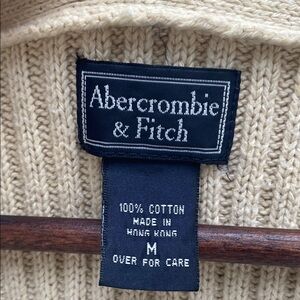 Abercrombie
& Fitch
100% COTTON
MADE IN
HONG KONG
M
OVER FOR CARE